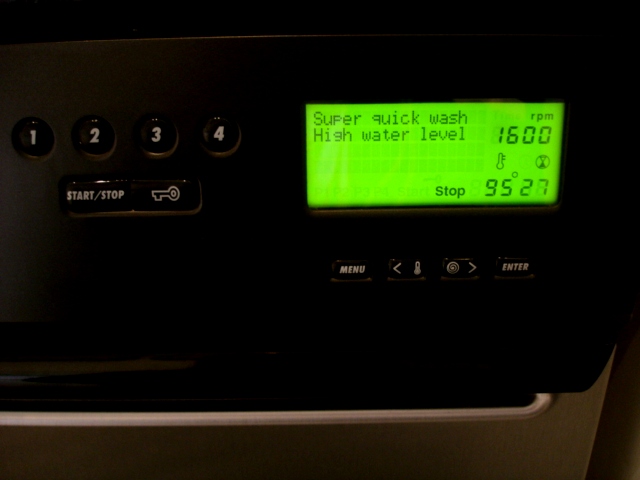 1 2 3 4
START/STOP
Super quick wash rpm
High water level 1600
Stop 95° 27
MENU < > ENTER